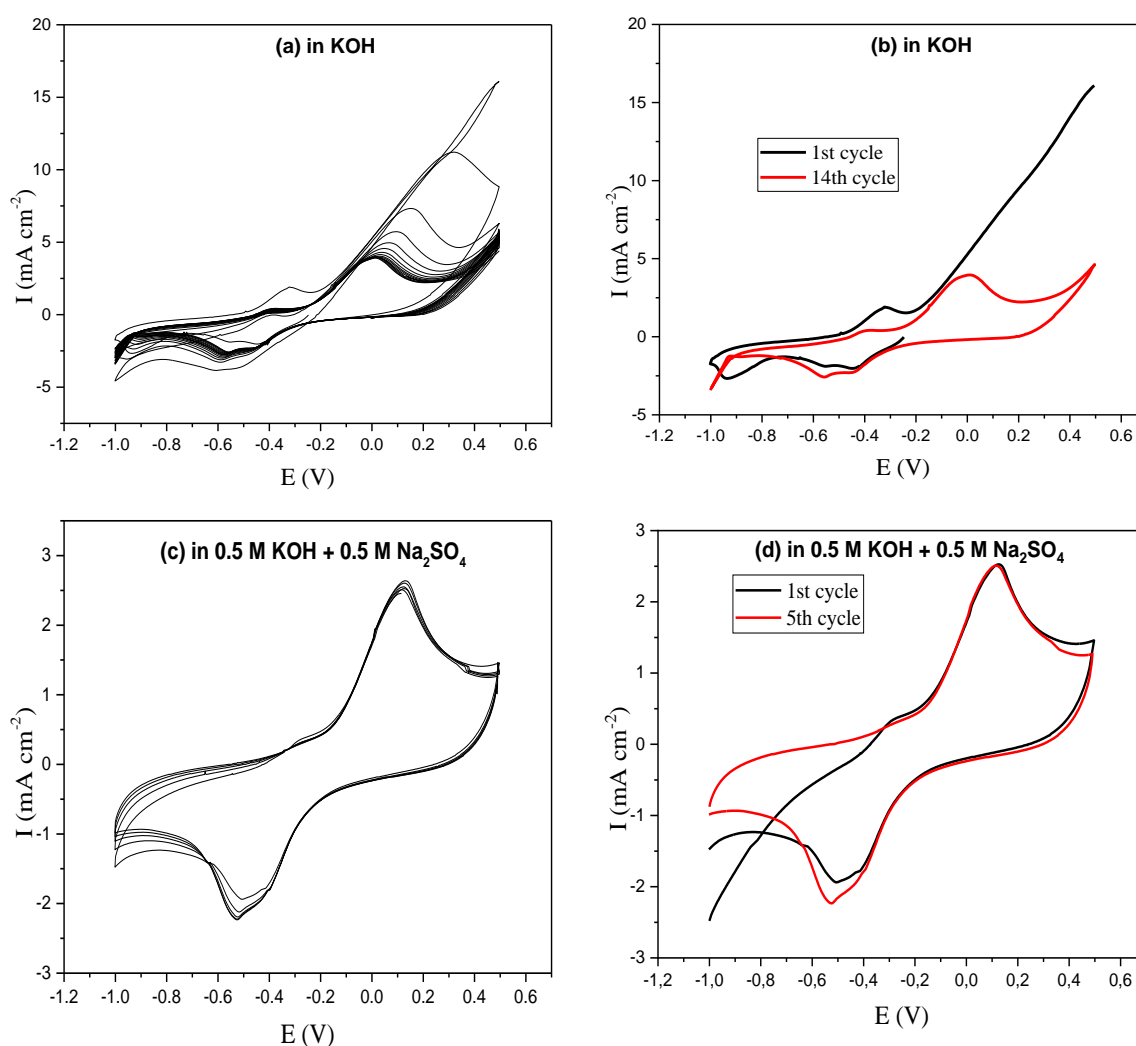 (a) in KOH
20
15
10
5
0
-5
I (mA cm-2)
-1.2 -1.0 -0.8 -0.6 -0.4 -0.2 0.0 0.2 0.4 0.6
E (V)
(b) in KOH
20
15
10
5
0
-5
I (mA cm-2)
1st cycle
14th cycle
-1.2 -1.0 -0.8 -0.6 -0.4 -0.2 0.0 0.2 0.4 0.6
E (V)
(c) in 0.5 M KOH + 0.5 M Na2SO4
3
2
1
0
-1
-2
-3
I (mA cm-2)
-1.2 -1.0 -0.8 -0.6 -0.4 -0.2 0.0 0.2 0.4 0.6
E (V)
(d) in 0.5 M KOH + 0.5 M Na2SO4
3
2
1
0
-1
-2
-3
I (mA cm-2)
1st cycle
5th cycle
-1,2 -1,0 -0,8 -0,6 -0,4 -0,2 0,0 0,2 0,4 0,6
E (V)